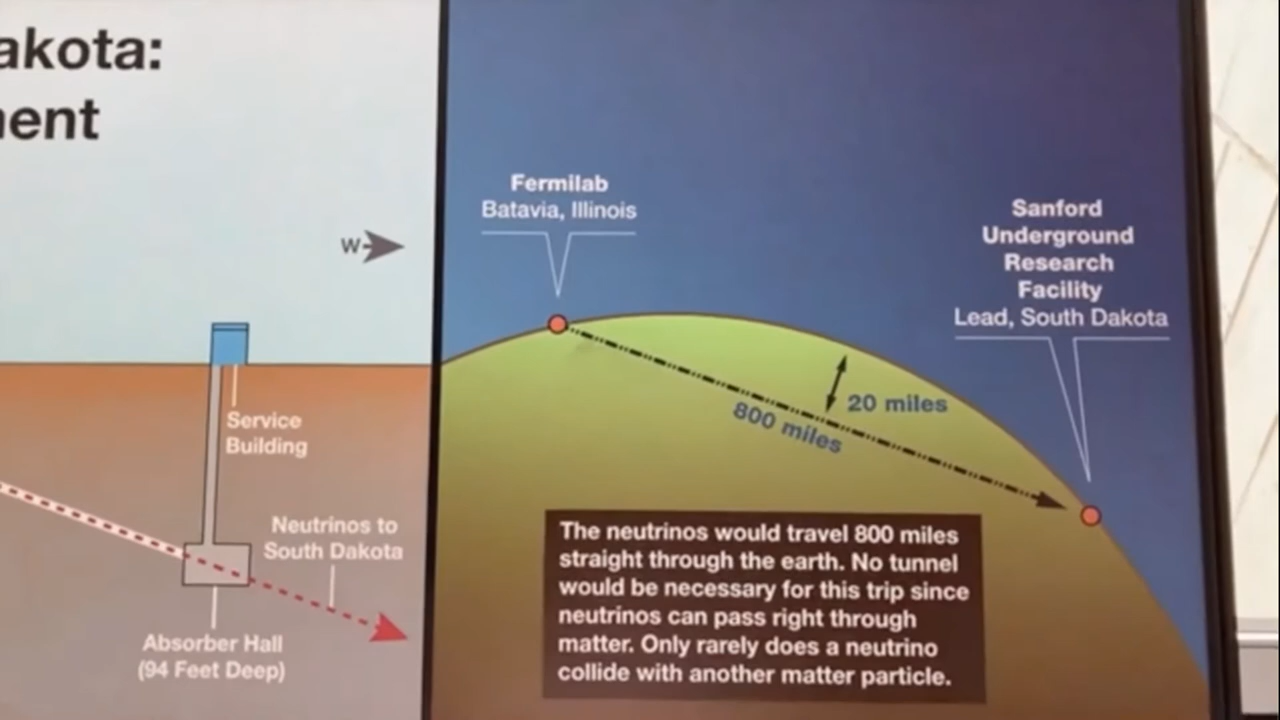 akota:
ent
W
Service
Building
Neutrinos to
South Dakota
Absorber Hall
(94 Feet Deep)
Fermilab
Batavia, Illinois
Sanford
Underground
Research
Facility
Lead, South Dakota
20 miles
800 miles
The neutrinos would travel 800 miles
straight through the earth. No tunnel
would be necessary for this trip since
neutrinos can pass right through
matter. Only rarely does a neutrino
collide with another matter particle.